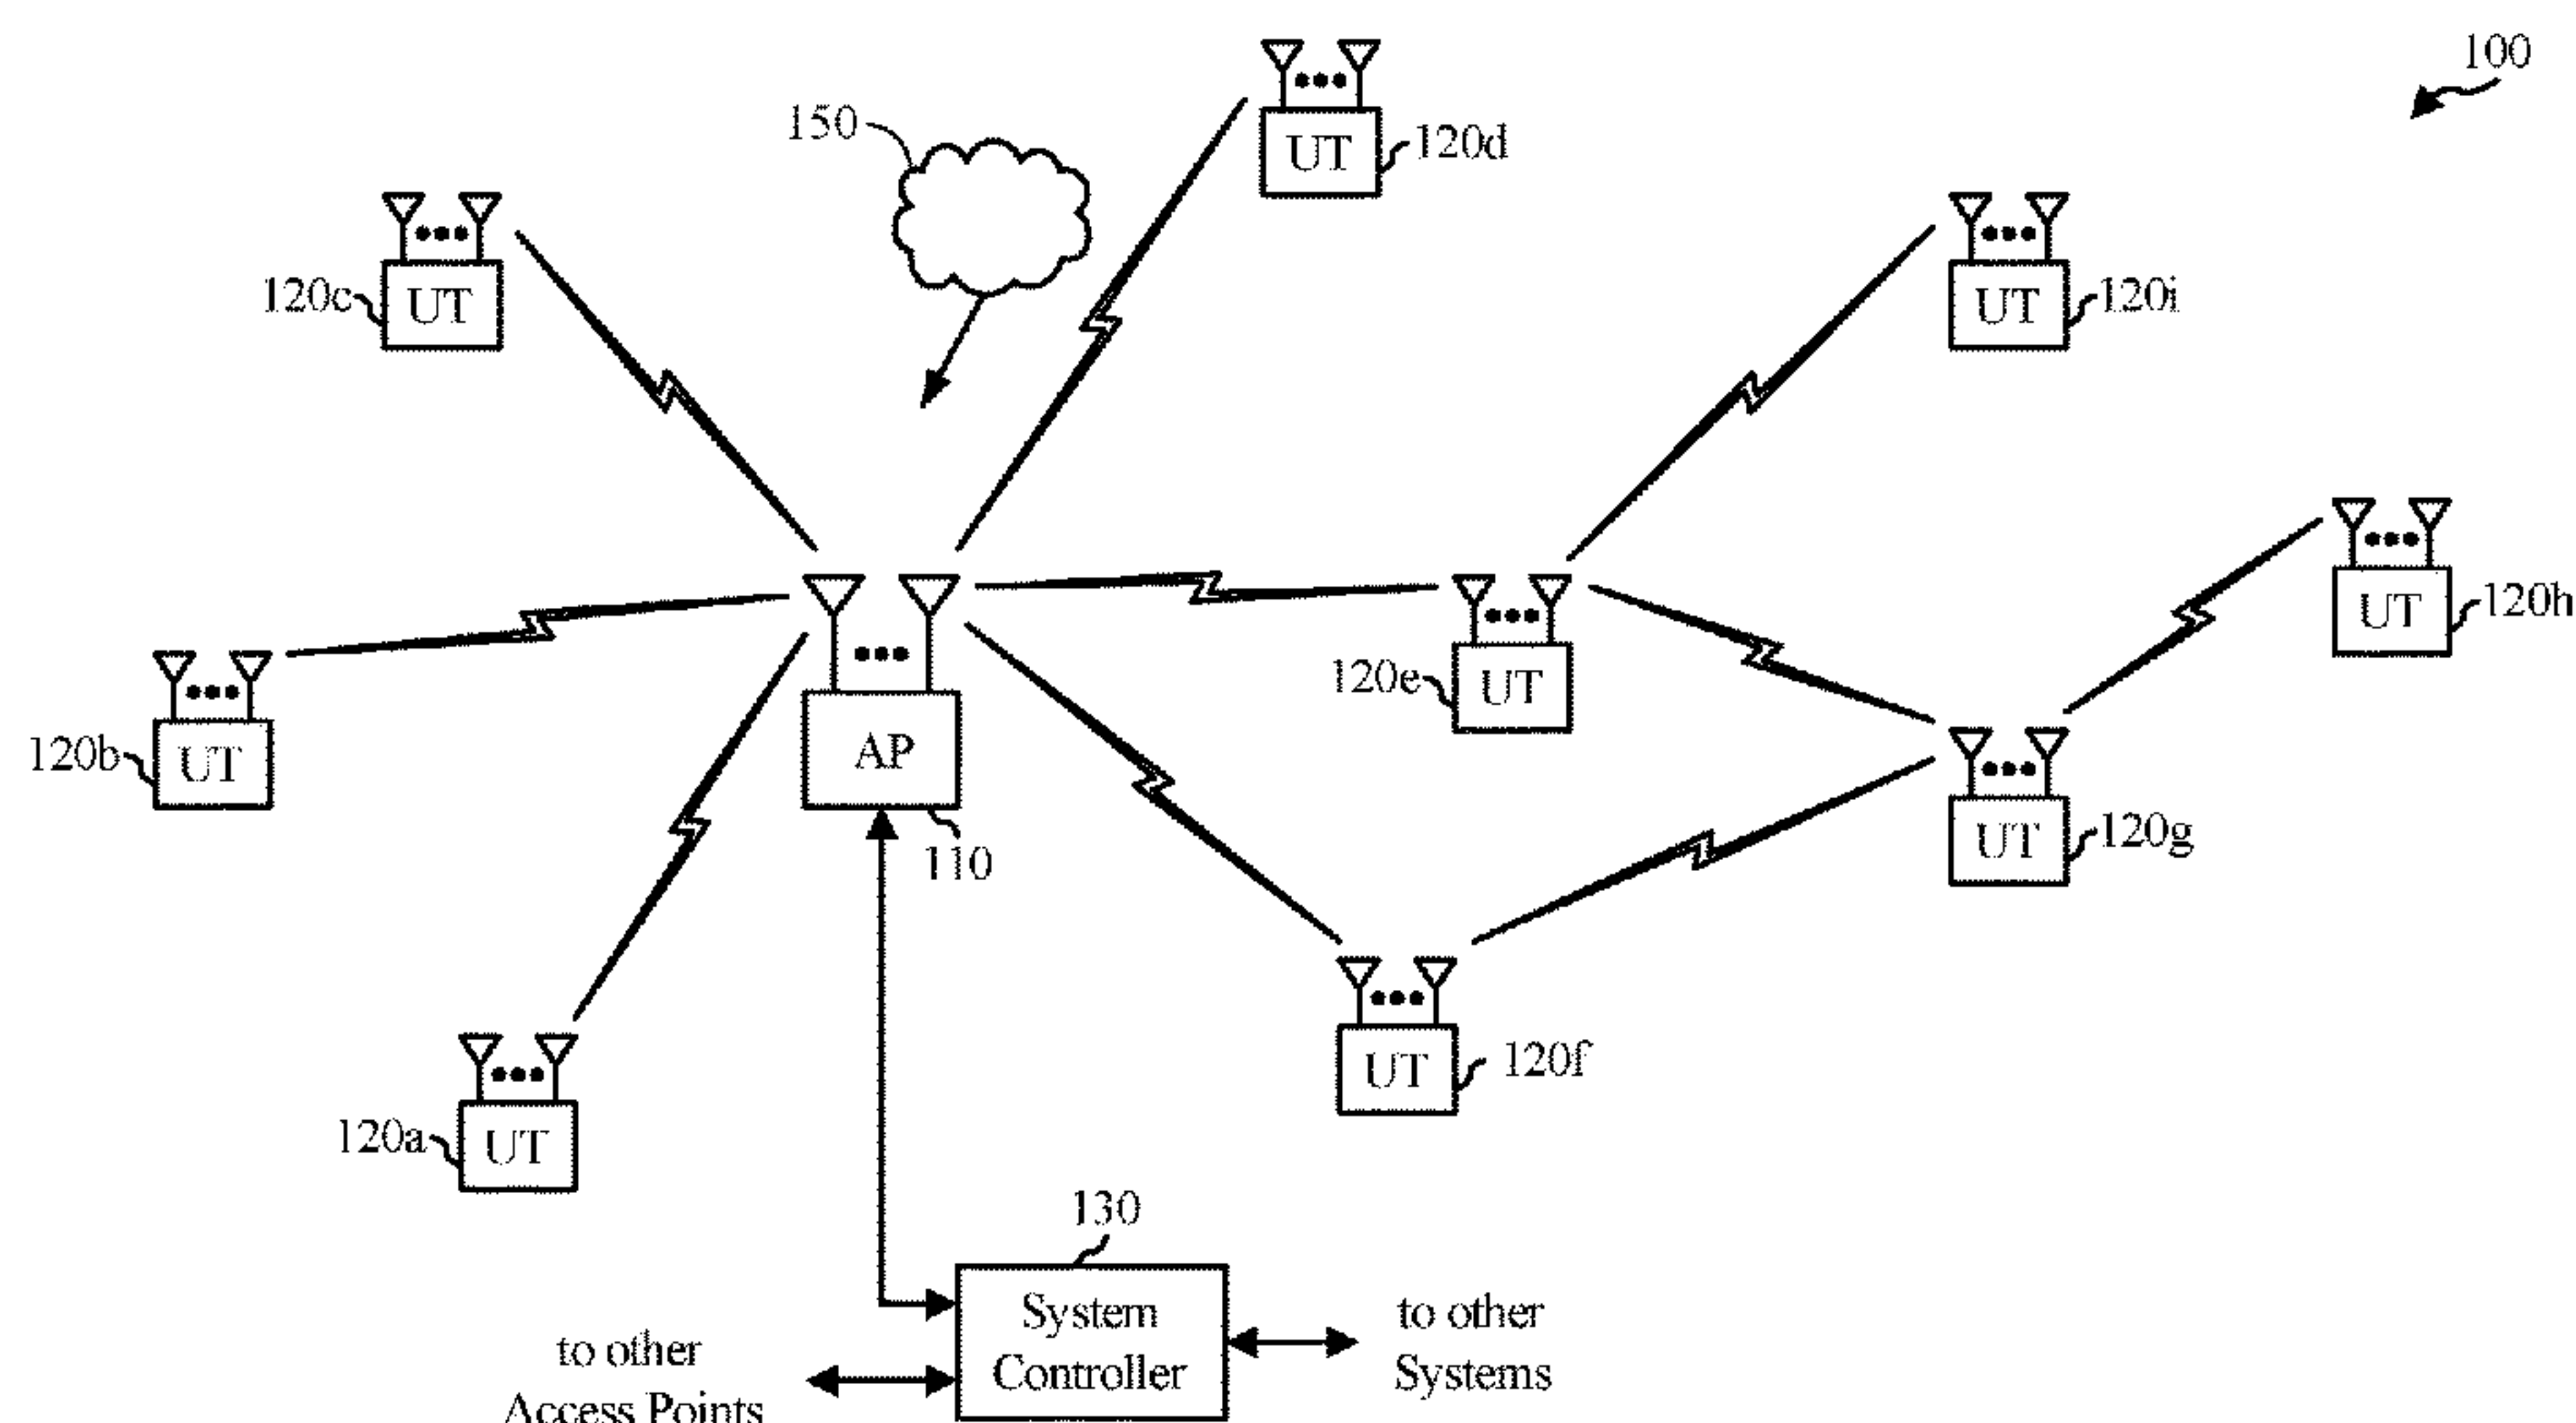 100
150
UT
120d
120c
UT
UT
120i
UT
120h
120e
UT
120b
UT
AP
110
UT
120g
UT
120f
120a
UT
130
System
Controller
to other
Systems
to other
Access Points